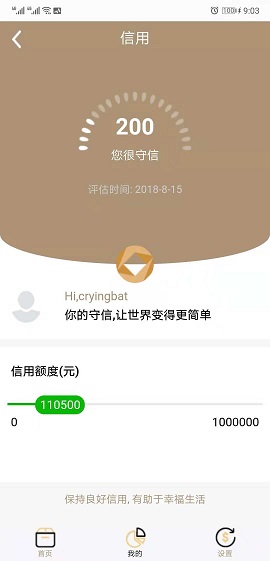 9:03
信用
200
您很守信
评估时间: 2018-8-15
Hi,cryingbat
你的守信,让世界变得更简单
信用额度(元)
110500
0 1000000
保持良好信用, 有助于幸福生活
首页 我的 设置